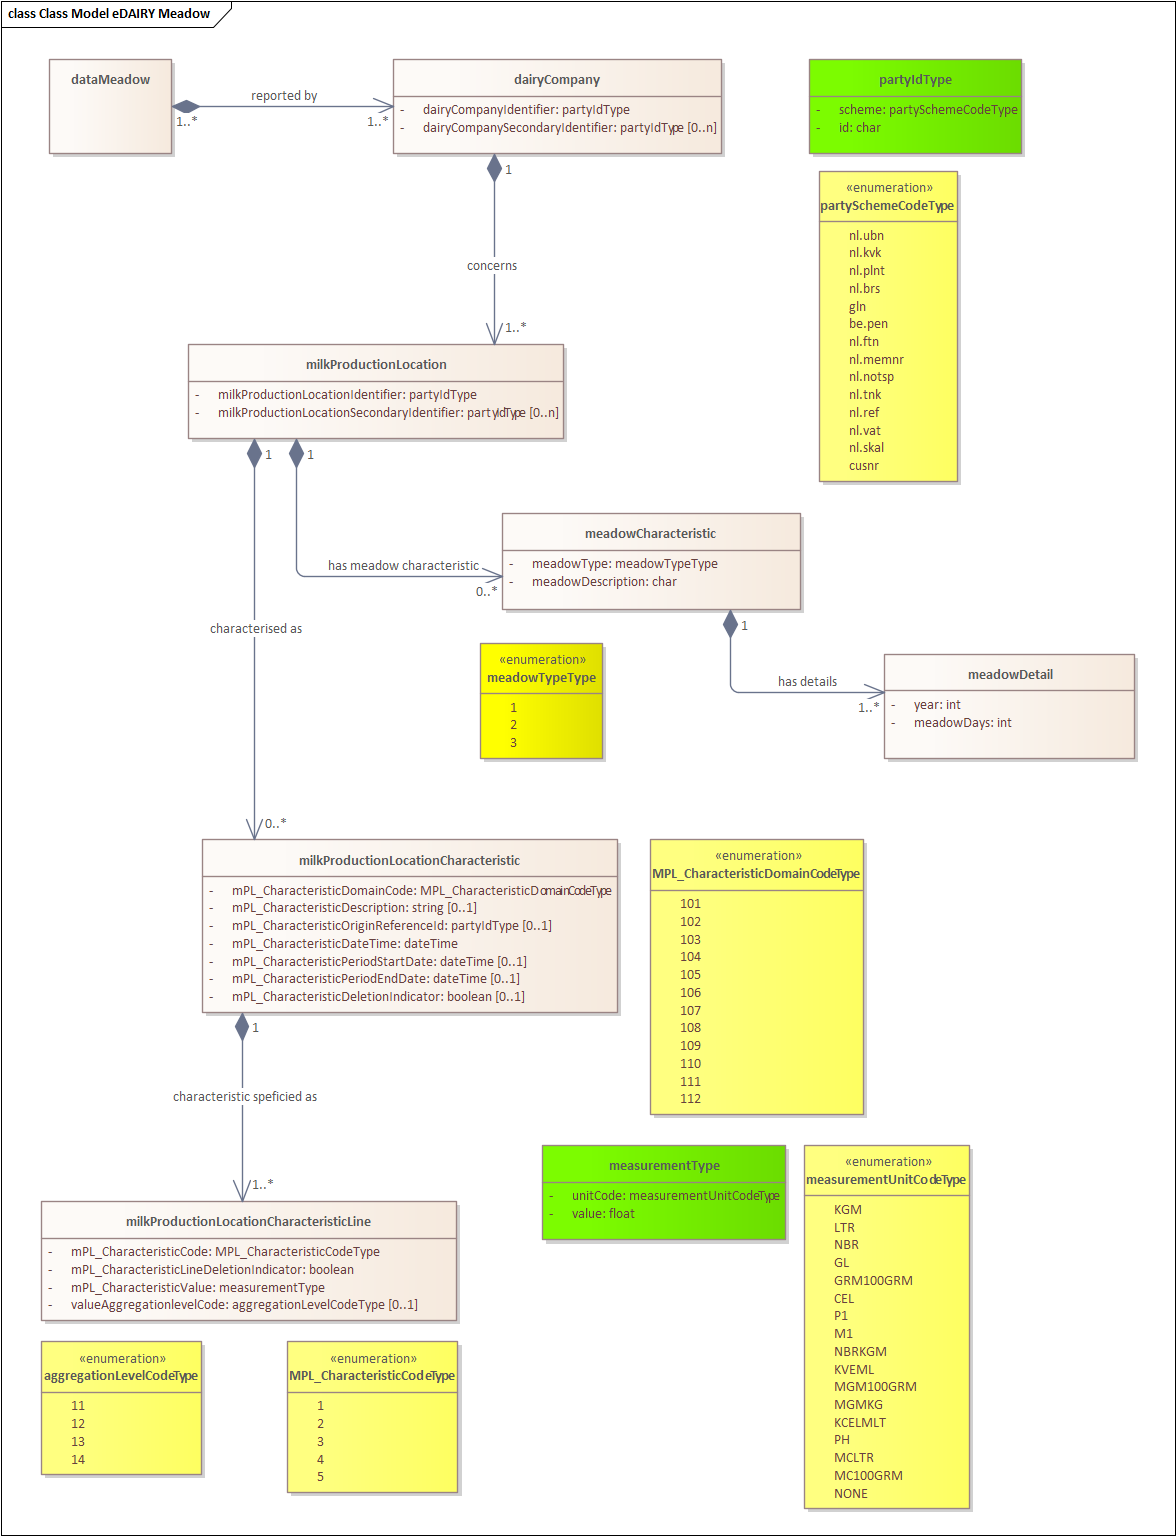 class Class Model eDAIRY Meadow
dataMeadow
reported by
1..*
1..*
dairyCompany
- dairyCompanyIdentifier: partyIdType
- dairyCompanySecondaryIdentifier: partyIdType [0..n]
partyIdType
- scheme: partySchemeCodeType
- id: char
«enumeration»
partySchemeCodeType
nl.ubn
nl.kvk
nl.plnt
nl.brs
gln
be.pen
nl.ftn
nl.memnr
nl.notsp
nl.tnk
nl.ref
nl.vat
nl.skal
cusnr
1
concerns
1..*
milkProductionLocation
- milkProductionLocationIdentifier: partyIdType
- milkProductionLocationSecondaryIdentifier: partyIdType [0..n]
1
1
has meadow characteristic
0..*
meadowCharacteristic
- meadowType: meadowTypeType
- meadowDescription: char
1
has details
1..*
meadowDetail
- year: int
- meadowDays: int
characterised as
0..*
«enumeration»
meadowTypeType
1
2
3
milkProductionLocationCharacteristic
- mPL_CharacteristicDomainCode: MPL_CharacteristicDomainCodeType
- mPL_CharacteristicDescription: string [0..1]
- mPL_CharacteristicOriginReferenceId: partyIdType [0..1]
- mPL_CharacteristicDateTime: dateTime
- mPL_CharacteristicPeriodStartDate: dateTime [0..1]
- mPL_CharacteristicPeriodEndDate: dateTime [0..1]
- mPL_CharacteristicDeletionIndicator: boolean [0..1]
«enumeration»
MPL_CharacteristicDomainCodeType
101
102
103
104
105
106
107
108
109
110
111
112
1
characteristic speficied as
1..*
milkProductionLocationCharacteristicLine
- mPL_CharacteristicCode: MPL_CharacteristicCodeType
- mPL_CharacteristicLineDeletionIndicator: boolean
- mPL_CharacteristicValue: measurementType
- valueAggregationlevelCode: aggregationLevelCodeType [0..1]
measurementType
- unitCode: measurementUnitCodeType
- value: float
«enumeration»
measurementUnitCodeType
KGM
LTR
NBR
GL
GRM100GRM
CEL
P1
M1
NBRKGM
KVEML
MGM100GRM
MGMKG
KCELMLT
PH
MCLTR
MC100GRM
NONE
«enumeration»
aggregationLevelCodeType
11
12
13
14
«enumeration»
MPL_CharacteristicCodeType
1
2
3
4
5